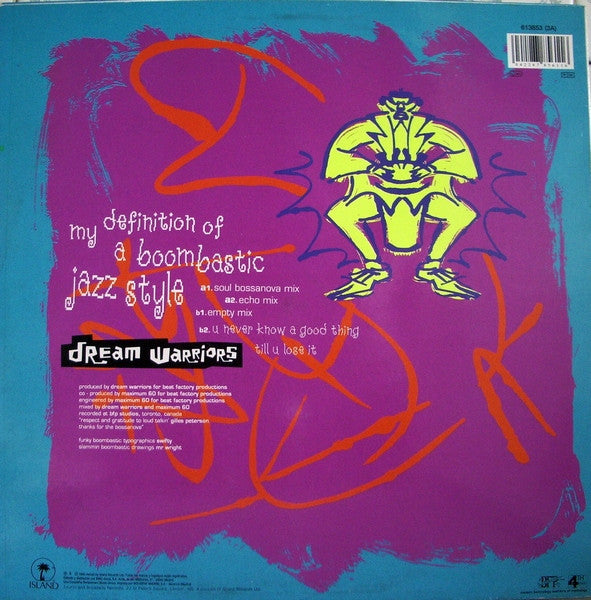 613853 (3A)
my definition of
a boombastic
jazz style
a1.soul bossanova mix
a2.echo mix
b1.empty mix
b2.u never know a good thing
till u lose it
dream warriors
produced by dream warriors for beat factory productions
co - produced by maximum 60 for beat factory productions
engineered by maximum 60 for beat factory productions
mixed by dream warriors and maximum 60
recorded at bfp studios, toronto, canada
"respect and gratitude to loud talkin' gilles peterson
thanks for the bostanova"
funky boombastic typographics swifty
slammin boombastic drawings mr wright
ISLAND
4TH